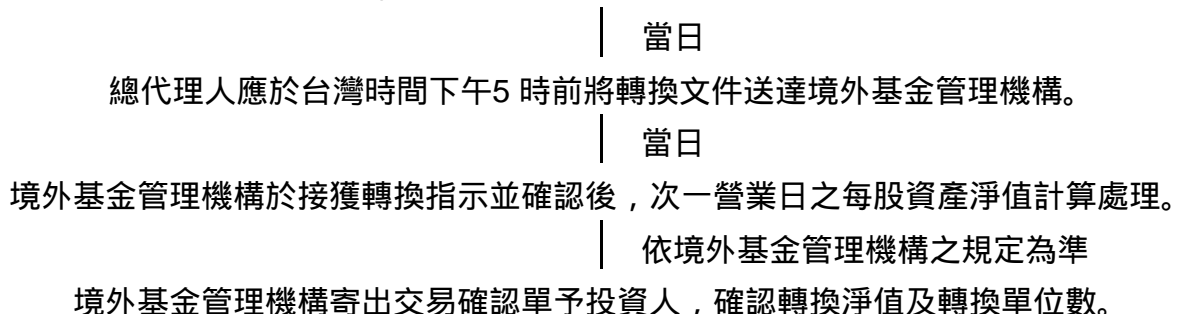 當日
總代理人應於台灣時間下午5 時前將轉換文件送達境外基金管理機構。
當日
境外基金管理機構於接獲轉換指示並確認後，次一營業日之每股資產淨值計算處理。
依境外基金管理機構之規定為準
境外基金管理機構寄出交易確認單予投資人，確認轉換淨值及轉換單位數。